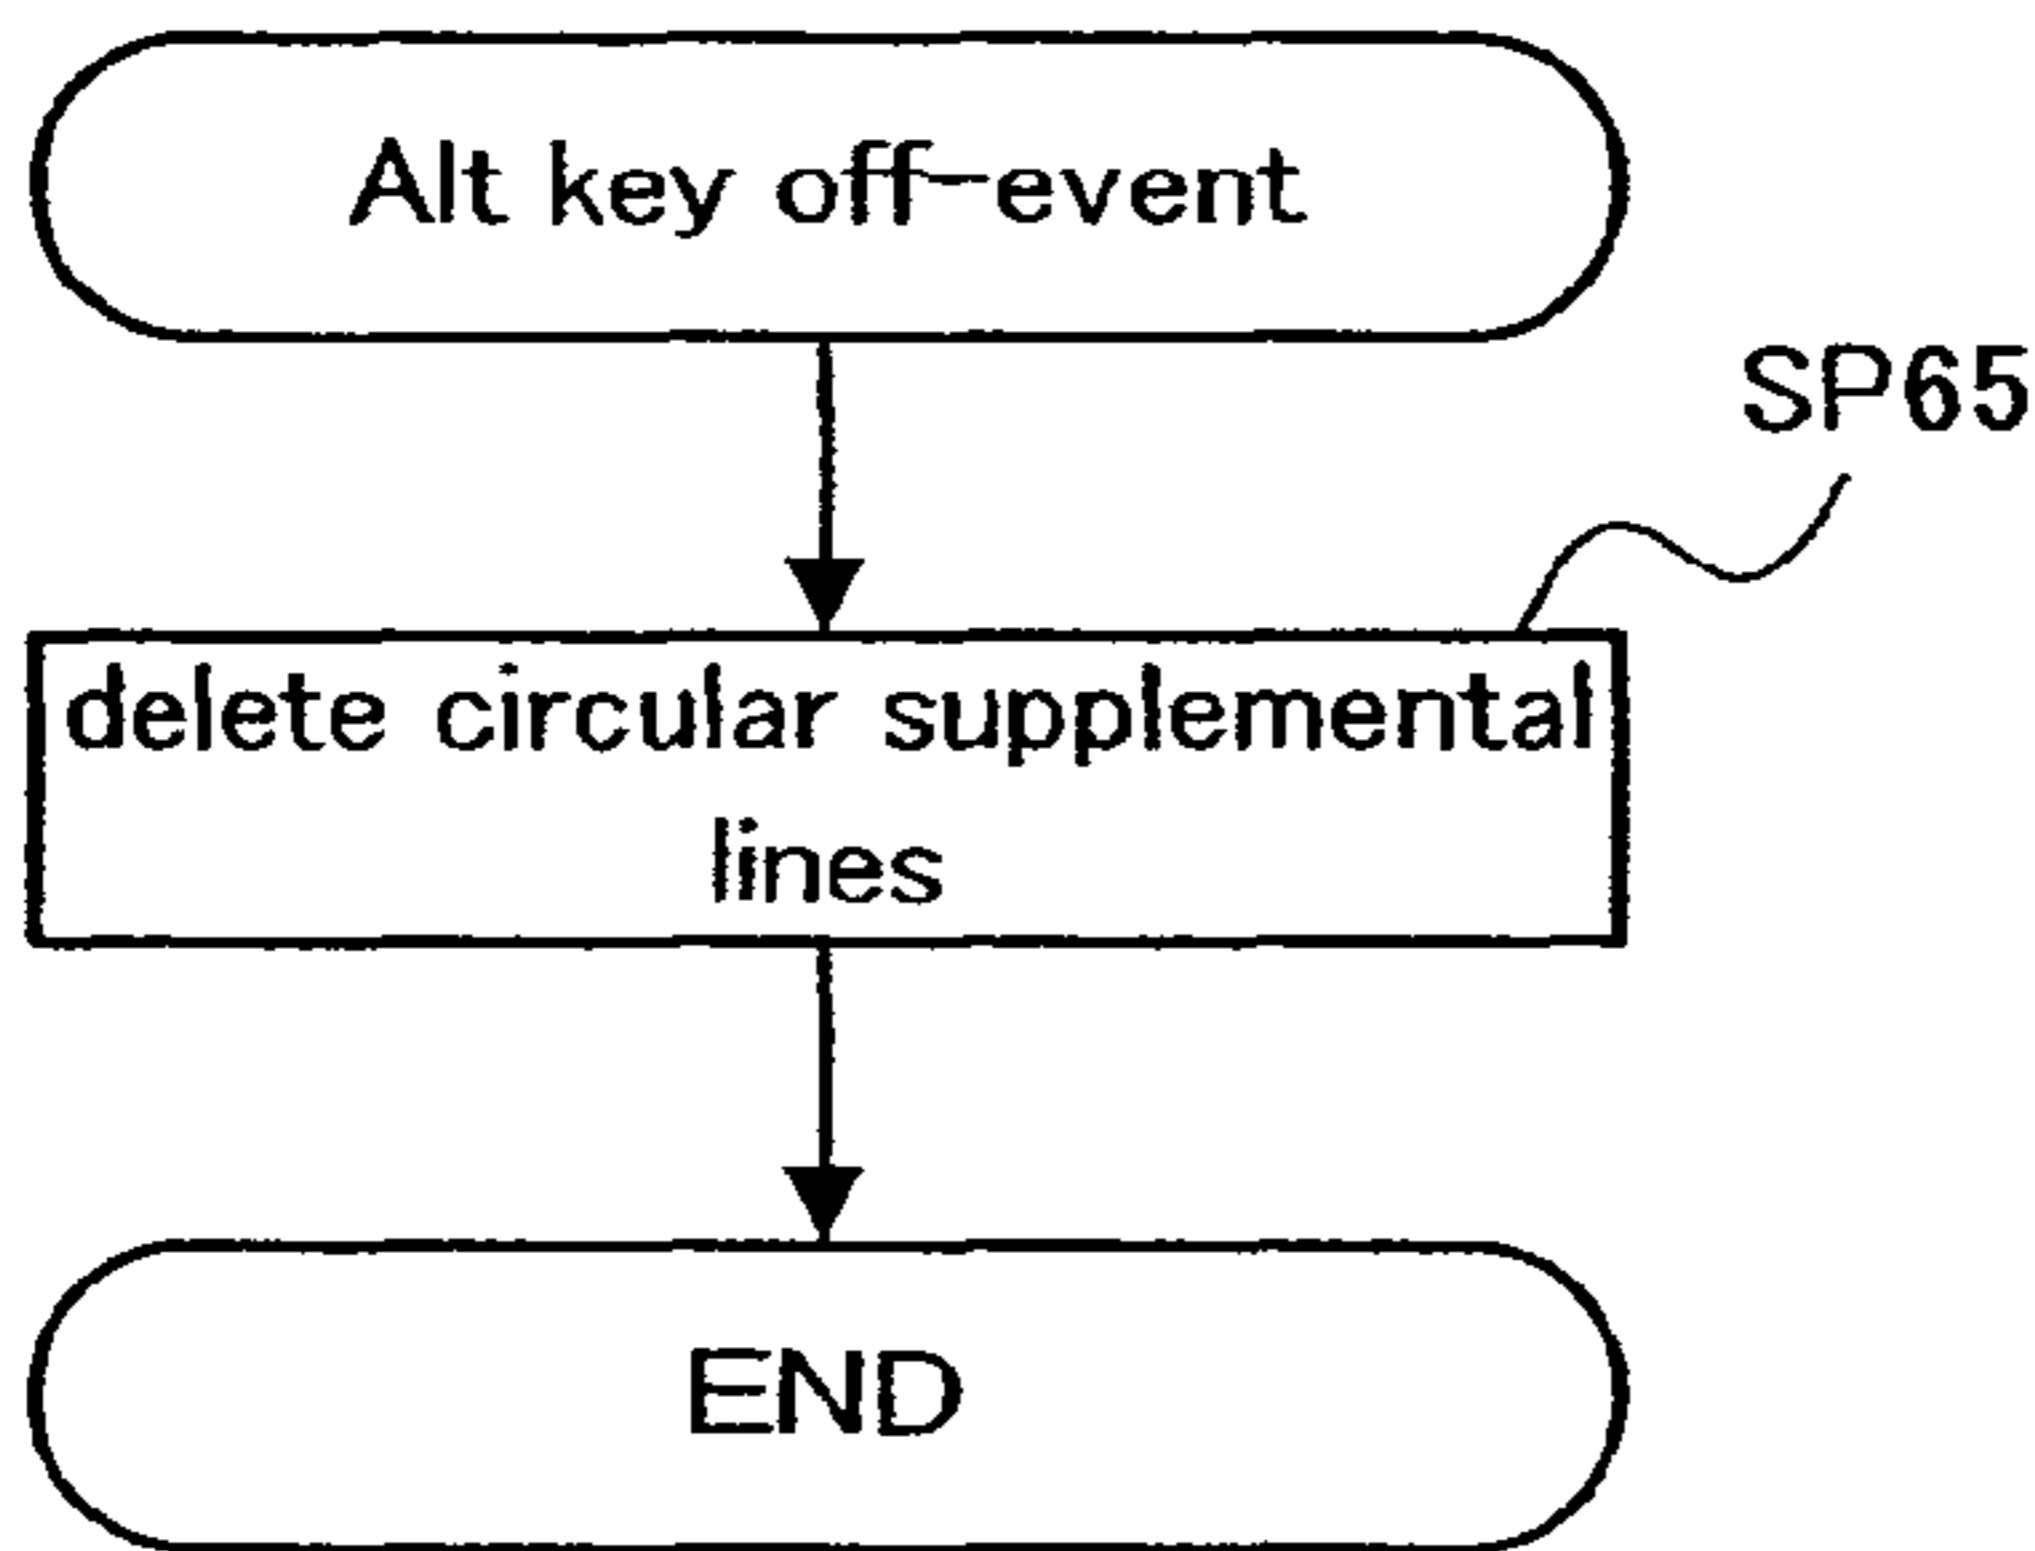 Alt key off-event
SP65
delete circular supplemental
lines
END